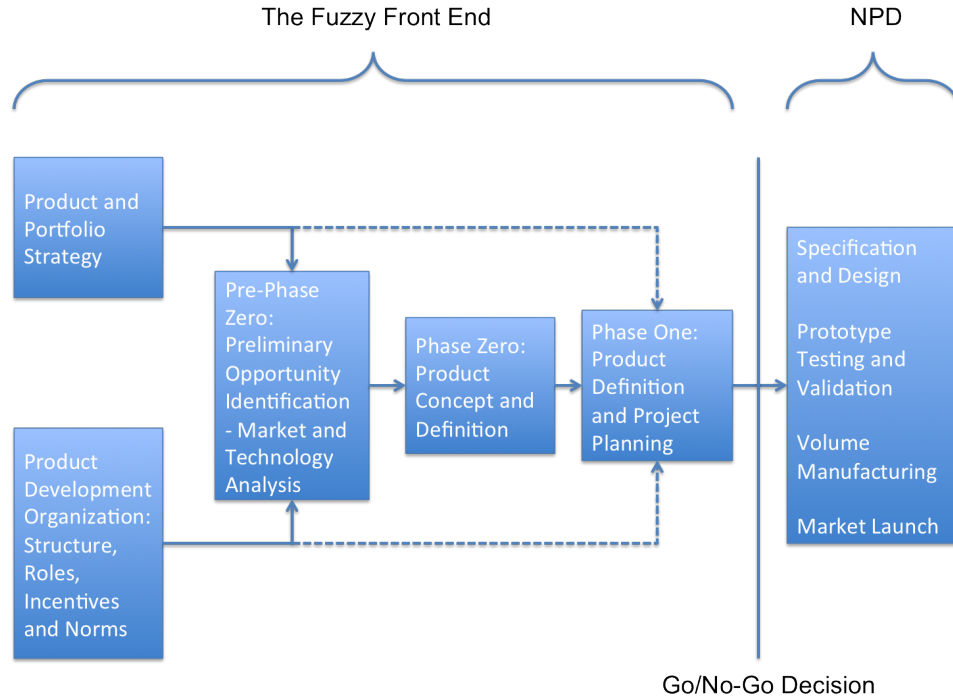 The Fuzzy Front End
NPD
Product and
Portfolio
Strategy
Pre-Phase
Zero:
Preliminary
Opportunity
Identification
- Market and
Technology
Analysis
Phase Zero:
Product
Concept and
Definition
Phase One:
Product
Definition
and Project
Planning
Specification
and Design
Prototype
Testing and
Validation
Volume
Manufacturing
Market Launch
Product
Development
Organization:
Structure,
Roles,
Incentives
and Norms
Go/No-Go Decision